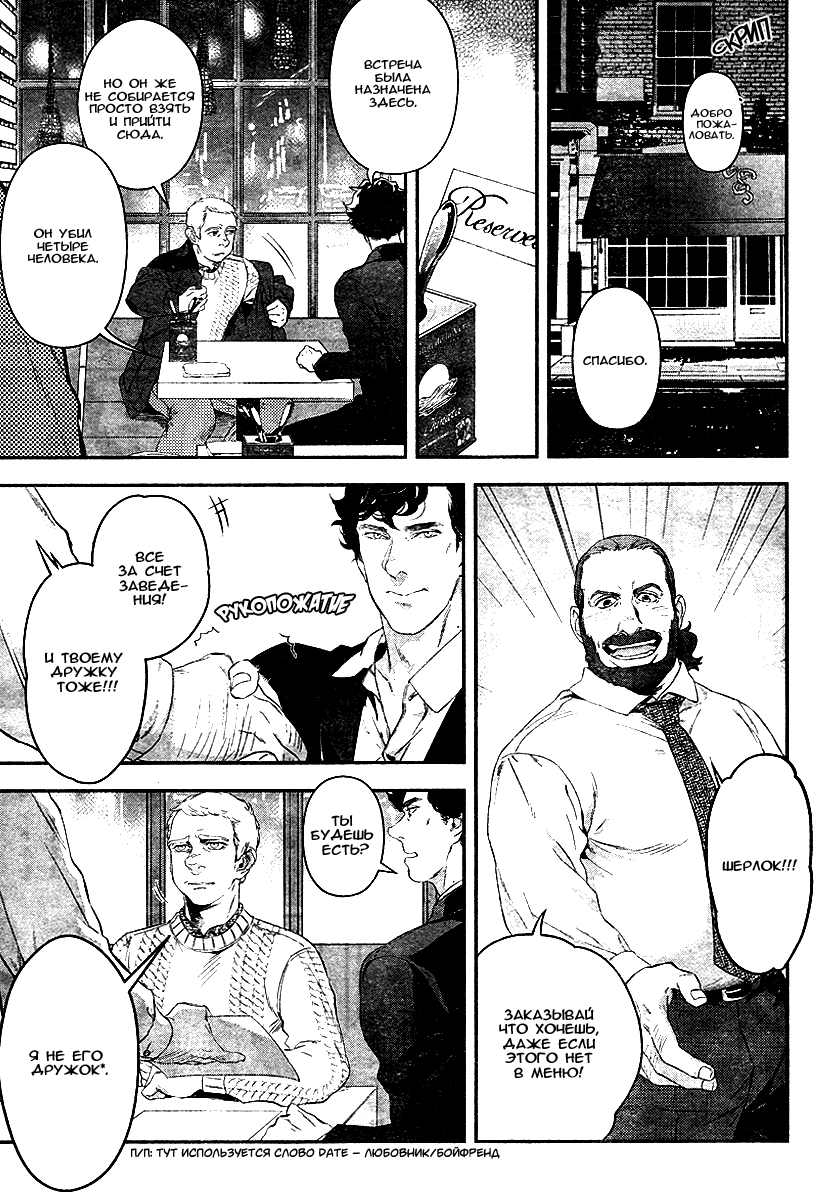 СКРИП
ДОБРО
ПОЖА-
ЛОВАТЬ.
СПАСИБО.
Reserved
ВСТРЕЧА
БЫЛА
НАЗНАЧЕНА
ЗДЕСЬ.
НО ОН ЖЕ
НЕ СОБИРАЕТСЯ
ПРОСТО ВЗЯТЬ
И ПРИЙТИ
СЮДА.
ОН УБИЛ
ЧЕТЫРЕ
ЧЕЛОВЕКА.
ШЕРЛОК!!!
ЗАКАЗЫВАЙ
ЧТО ХОЧЕШЬ,
ДАЖЕ ЕСЛИ
ЭТОГО НЕТ
В МЕНЮ!
РУКОПОЖАТИЕ
ВСЕ
ЗА СЧЕТ
ЗАВЕДЕ-
НИЯ!
И ТВОЕМУ
ДРУЖКУ
ТОЖЕ!!!
ТЫ
БУДЕШЬ
ЕСТЬ?
Я НЕ ЕГО
ДРУЖОК*.
П/П: ТУТ ИСПОЛЬЗУЕТСЯ СЛОВО DATE – ЛЮБОВНИК/БОЙФРЕНД